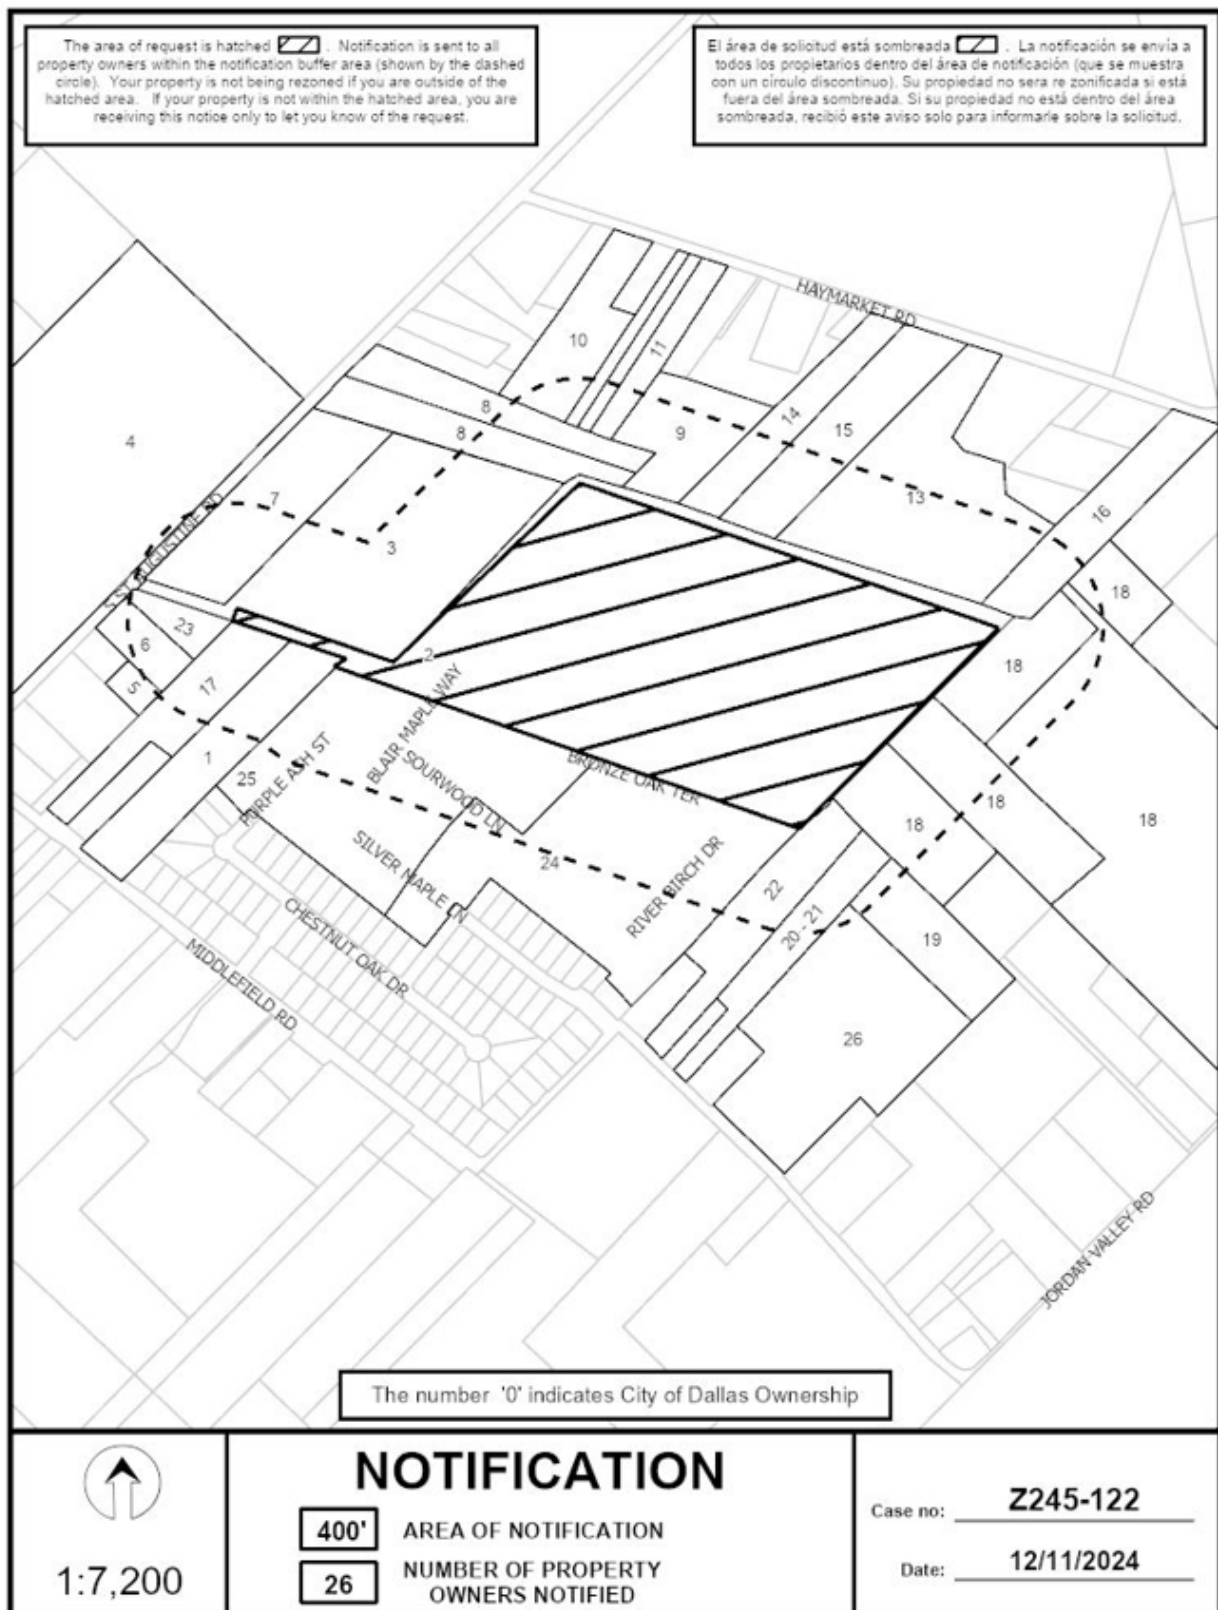 The area of request is hatched . Notification is sent to all
property owners within the notification buffer area (shown by the dashed
circle). Your property is not being rezoned if you are outside of the
hatched area. If your property is not within the hatched area, you are
receiving this notice only to let you know of the request.
El área de solicitud está sombreada . La notificación se envía a
todos los propietarios dentro del área de notificación (que se muestra
con un círculo discontinuo). Su propiedad no sera re zonificada si está
fuera del área sombreada. Si su propiedad no está dentro del área
sombreada, recibió este aviso solo para informarle sobre la solicitud.
HAYMARKET RD
10
11
8
8
9
14
15
4
7
3
13
16
S ST AUGUSTINE RD
18
23
6
2
18
5
17
BLAIR MAPLE WAY
1
25
PURPLE ASH ST
SOURWOOD LN
BRONZE OAK TER
18
18
18
SILVER MAPLE LN
24
RIVER BIRCH DR
22
20 - 21
19
CHESTNUT OAK DR
MIDDLEFIELD RD
26
JORDAN VALLEY RD
The number '0' indicates City of Dallas Ownership
1:7,200
NOTIFICATION
400' AREA OF NOTIFICATION
26 NUMBER OF PROPERTY
OWNERS NOTIFIED
Case no: Z245-122
Date: 12/11/2024